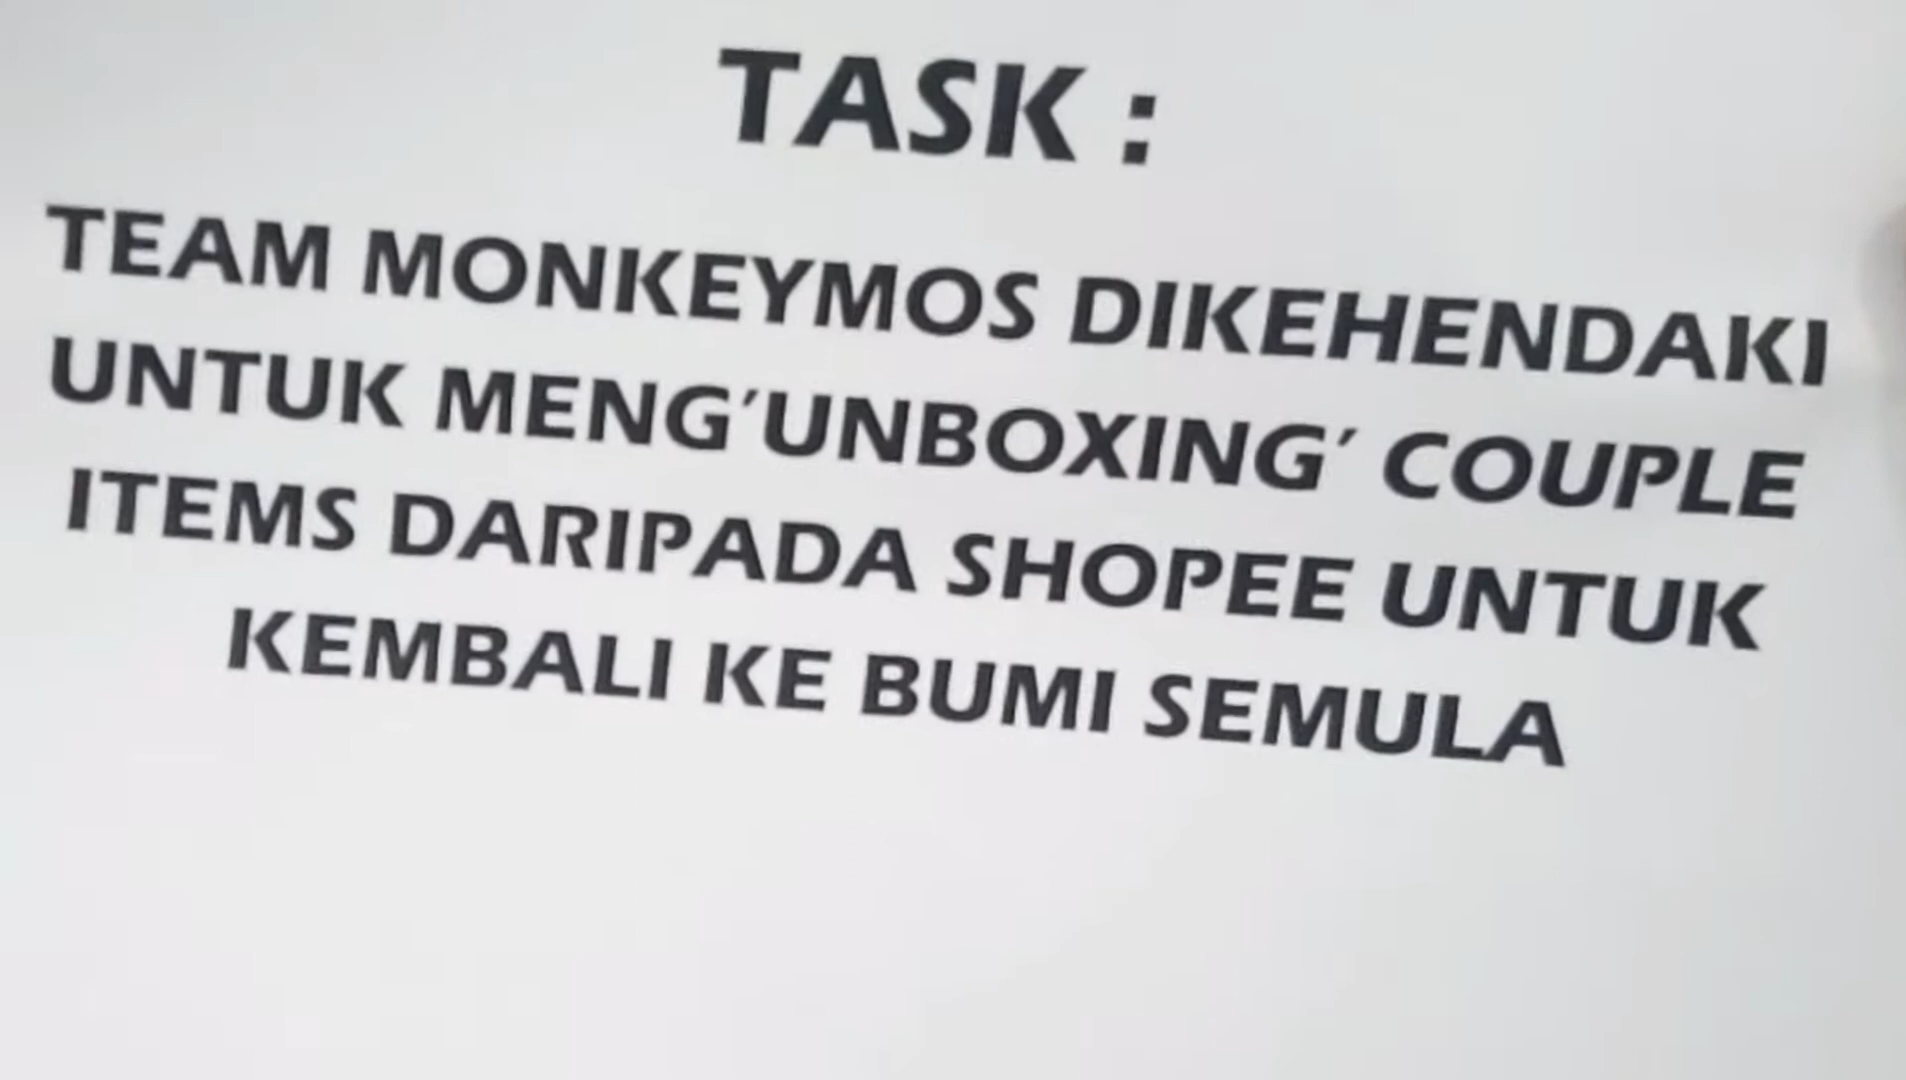 TASK :
TEAM MONKEYMOS DIKEHENDAKI
UNTUK MENG'UNBOXING' COUPLE
ITEMS DARIPADA SHOPEE UNTUK
KEMBALI KE BUMI SEMULA